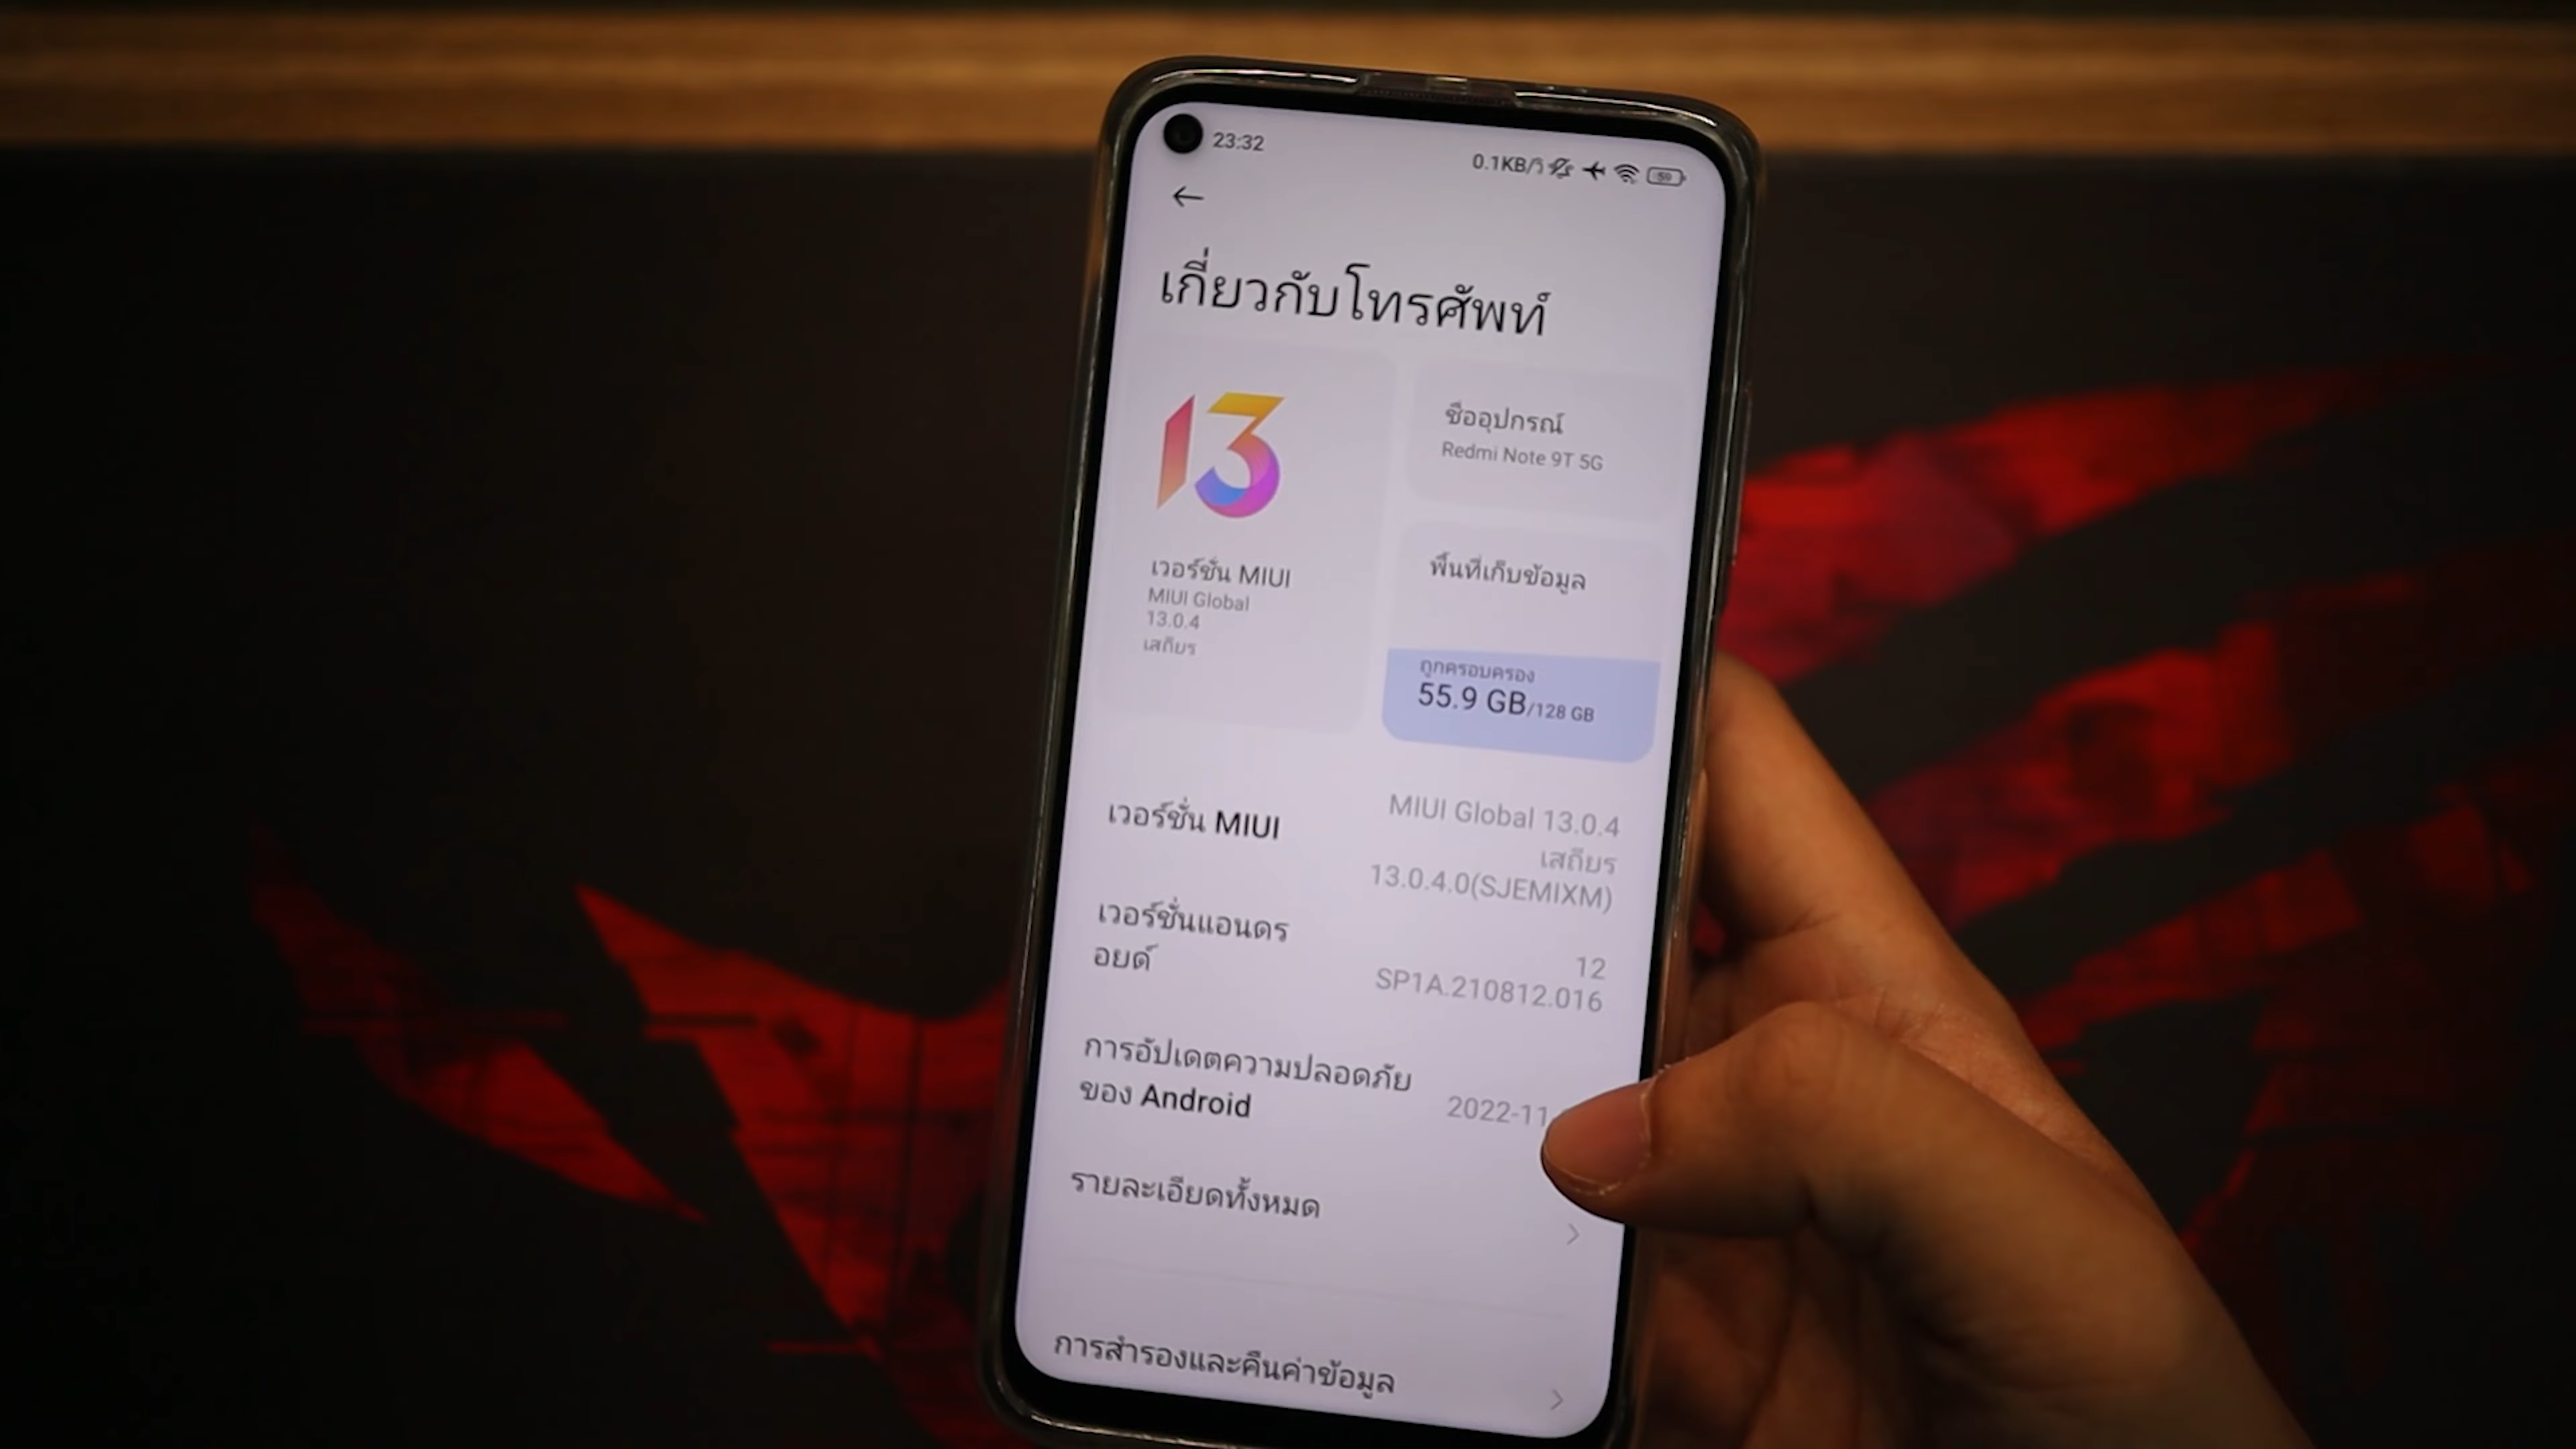 23:32
0.1KB/ว 59
เกี่ยวกับโทรศัพท์
13
เวอร์ชั่น MIUI
MIUI Global
13.0.4
เสถียร
ชื่ออุปกรณ์
Redmi Note 9T 5G
พื้นที่เก็บข้อมูล
ถูกครอบครอง
55.9 GB/128 GB
เวอร์ชั่น MIUI
MIUI Global 13.0.4
เสถียร
13.0.4.0(SJEMIXM)
เวอร์ชั่นแอนดร
อยด์
12
SP1A.210812.016
การอัปเดตความปลอดภัย
ของ Android
2022-11
รายละเอียดทั้งหมด
การสำรองและคืนค่าข้อมูล